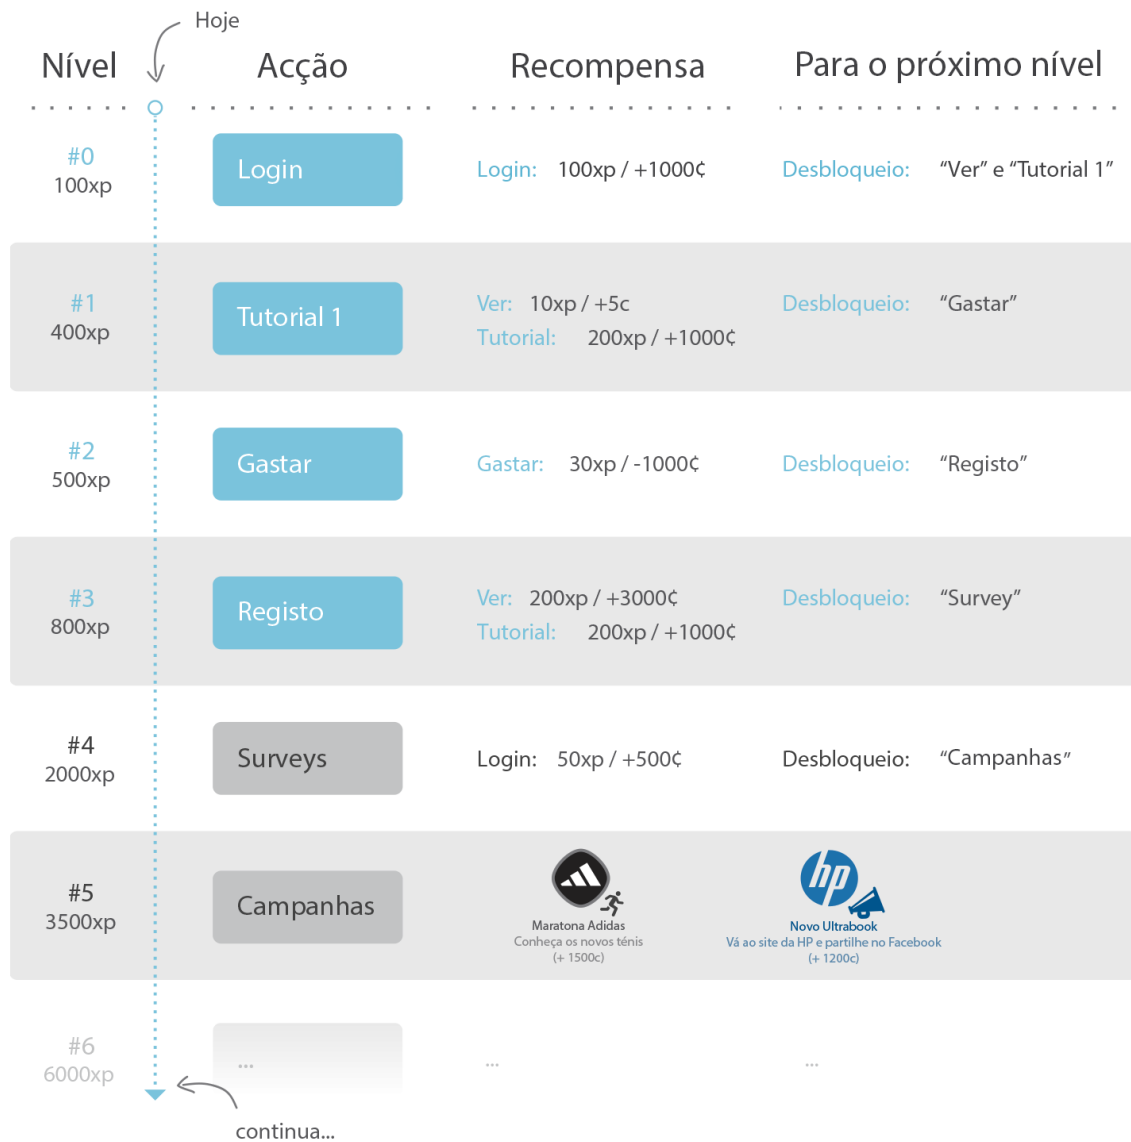 Hoje
Nível Acção Recompensa Para o próximo nível
#0
100xp
Login
Login: 100xp / +1000¢ Desbloqueio: “Ver” e “Tutorial 1”
#1
400xp
Tutorial 1
Ver: 10xp / +5c
Tutorial: 200xp / +1000¢
Desbloqueio: “Gastar”
#2
500xp
Gastar
Gastar: 30xp / -1000¢ Desbloqueio: “Registo”
#3
800xp
Registo
Ver: 200xp / +3000¢
Tutorial: 200xp / +1000¢
Desbloqueio: “Survey”
#4
2000xp
Surveys
Login: 50xp / +500¢ Desbloqueio: “Campanhas”
#5
3500xp
Campanhas
Maratona Adidas
Conheça os novos ténis
(+ 1500c)
hp
Novo Ultrabook
Vá ao site da HP e partilhe no Facebook
(+ 1200c)
#6
6000xp
... ... ...
continua...